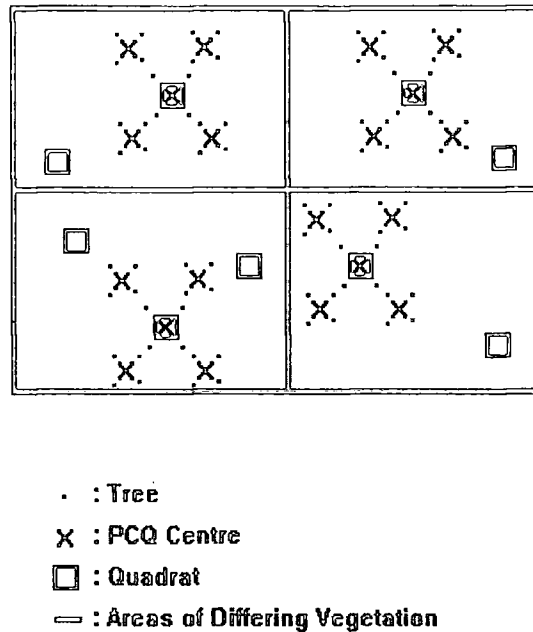 · : Tree
× : PCQ Centre
□ : Quadrat
▭ : Areas of Differing Vegetation